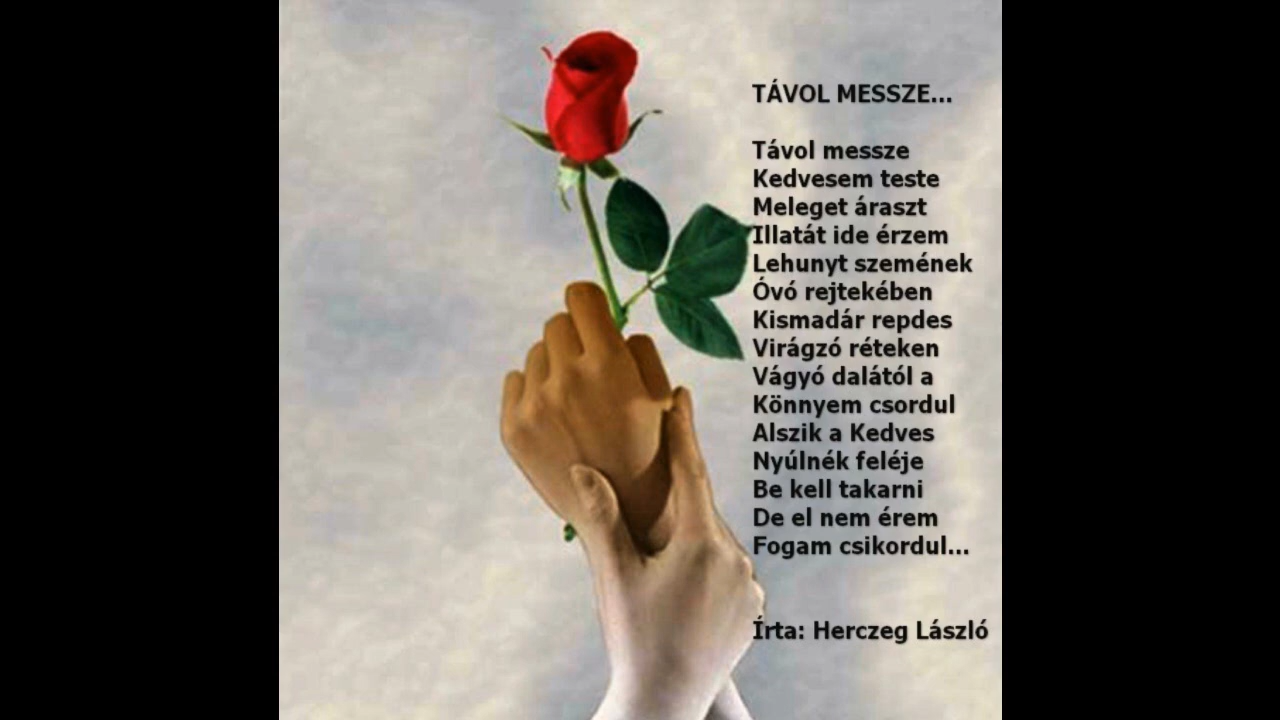 TÁVOL MESSZE...
Távol messze
Kedvesem teste
Meleget áraszt
Illatát ide érzem
Lehunyt szemének
Óvó rejtekében
Kismadár repdes
Virágzó réteken
Vágyó dalától a
Könnyem csordul
Alszik a Kedves
Nyúlnék feléje
Be kell takarni
De el nem érem
Fogam csikordul...
Írta: Herczeg László